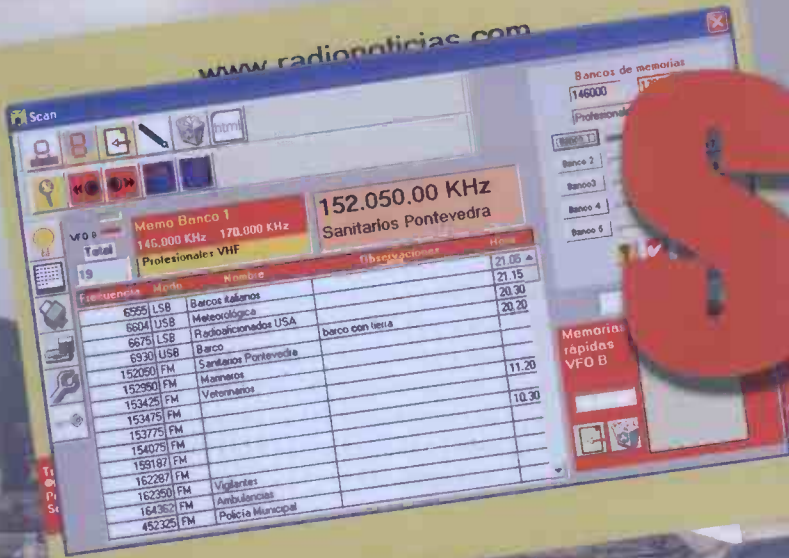 www.radionoticias.com
Scan
html
VFO B
Total
19
Memo Banco 1
146.000 KHz 170.000 KHz
Profesionales VHF
152.050.00 KHz
Sanitarios Pontevedra
Frecuencia Modo Nombre Observaciones Hora
6555 LSB Barcos italianos 21.05
6604 USB Meteorológica 21.15
6675 LSB Radioaficionados USA 20.30
6930 USB Barco barco con tierra 20.20
152050 FM Sanitarios Pontevedra
152950 FM Marineros
153425 FM Veterinarios
153475 FM 11.20
153775 FM
154075 FM 10.30
159187 FM
162287 FM
162350 FM Vigilantes
164362 FM Ambulancias
452325 FM Policía Municipal
Bancos de memorias
146000
Profesionale
Banco 1
Banco 2
Banco3
Banco 4
Banco 5
Memorias
rápidas
VFO B
S